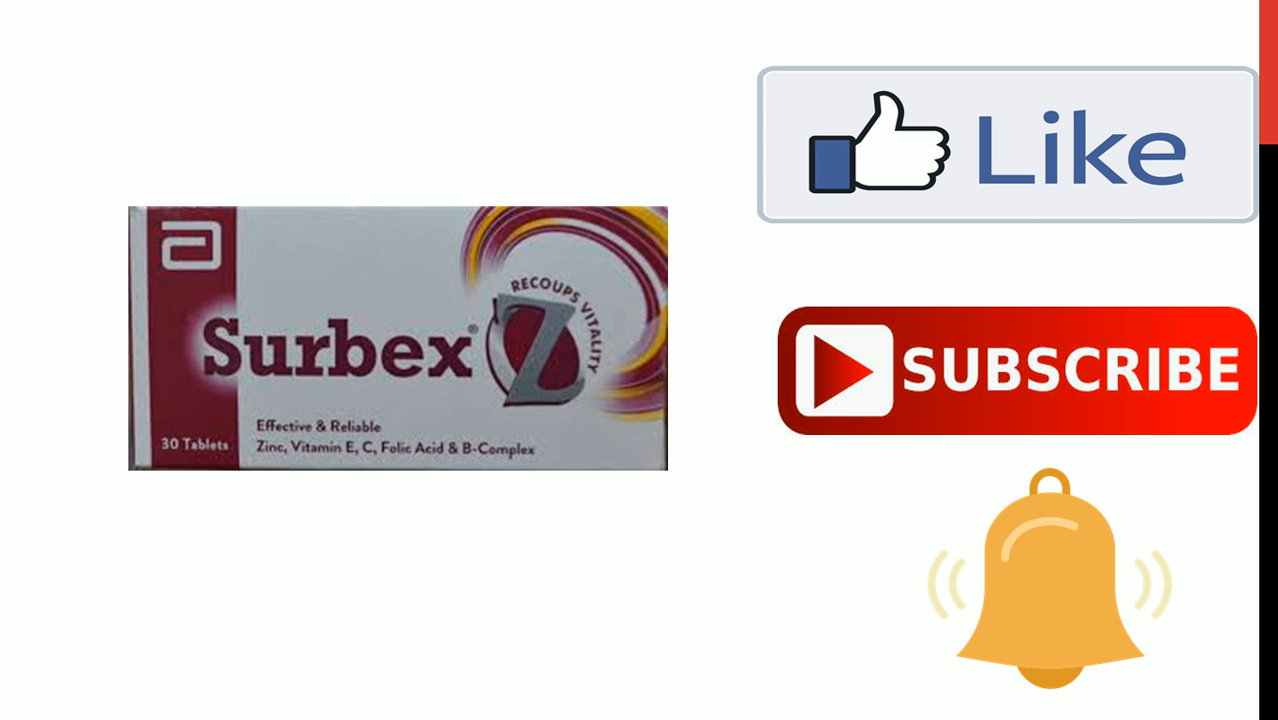 Surbex®
Z
RECOUPS VITALITY
30 Tablets
Effective & Reliable
Zinc, Vitamin E, C, Folic Acid & B-Complex
Like
SUBSCRIBE